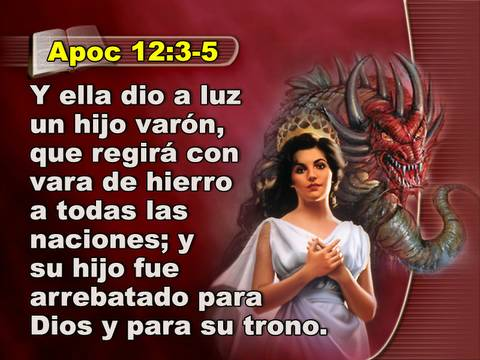 Apoc 12:3-5
Y ella dio a luz
un hijo varón,
que regirá con
vara de hierro
a todas las
naciones; y
su hijo fue
arrebatado para
Dios y para su trono.